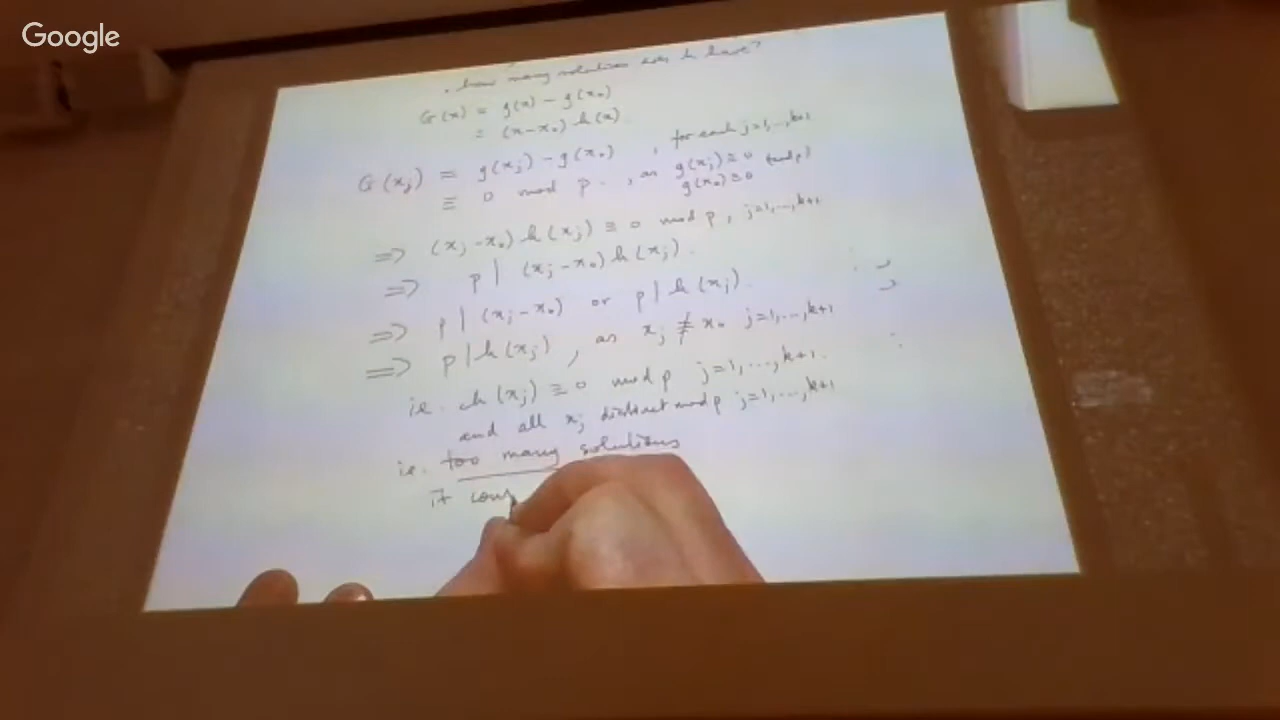 Google
. how many solutions does h have?
G(x) = g(x) - g(x₀)
= (x-x₀) h(x)
G(xⱼ) ≡ g(xⱼ) - g(x₀) , for each j=1,...,k+1
≡ 0 mod p. , as g(xⱼ) ≡ 0 (mod p)
g(x₀) ≡ 0
=> (xⱼ-x₀) h(xⱼ) ≡ 0 mod p, j=1,...,k+1
=> p | (xⱼ-x₀) h(xⱼ).
=> p | (xⱼ-x₀) or p | h(xⱼ).
=> p | h(xⱼ) , as xⱼ ≢ x₀ j=1,...,k+1
ie. h(xⱼ) ≡ 0 mod p j=1,...,k+1.
and all xⱼ distinct mod p j=1,...,k+1
ie. too many solutions
it